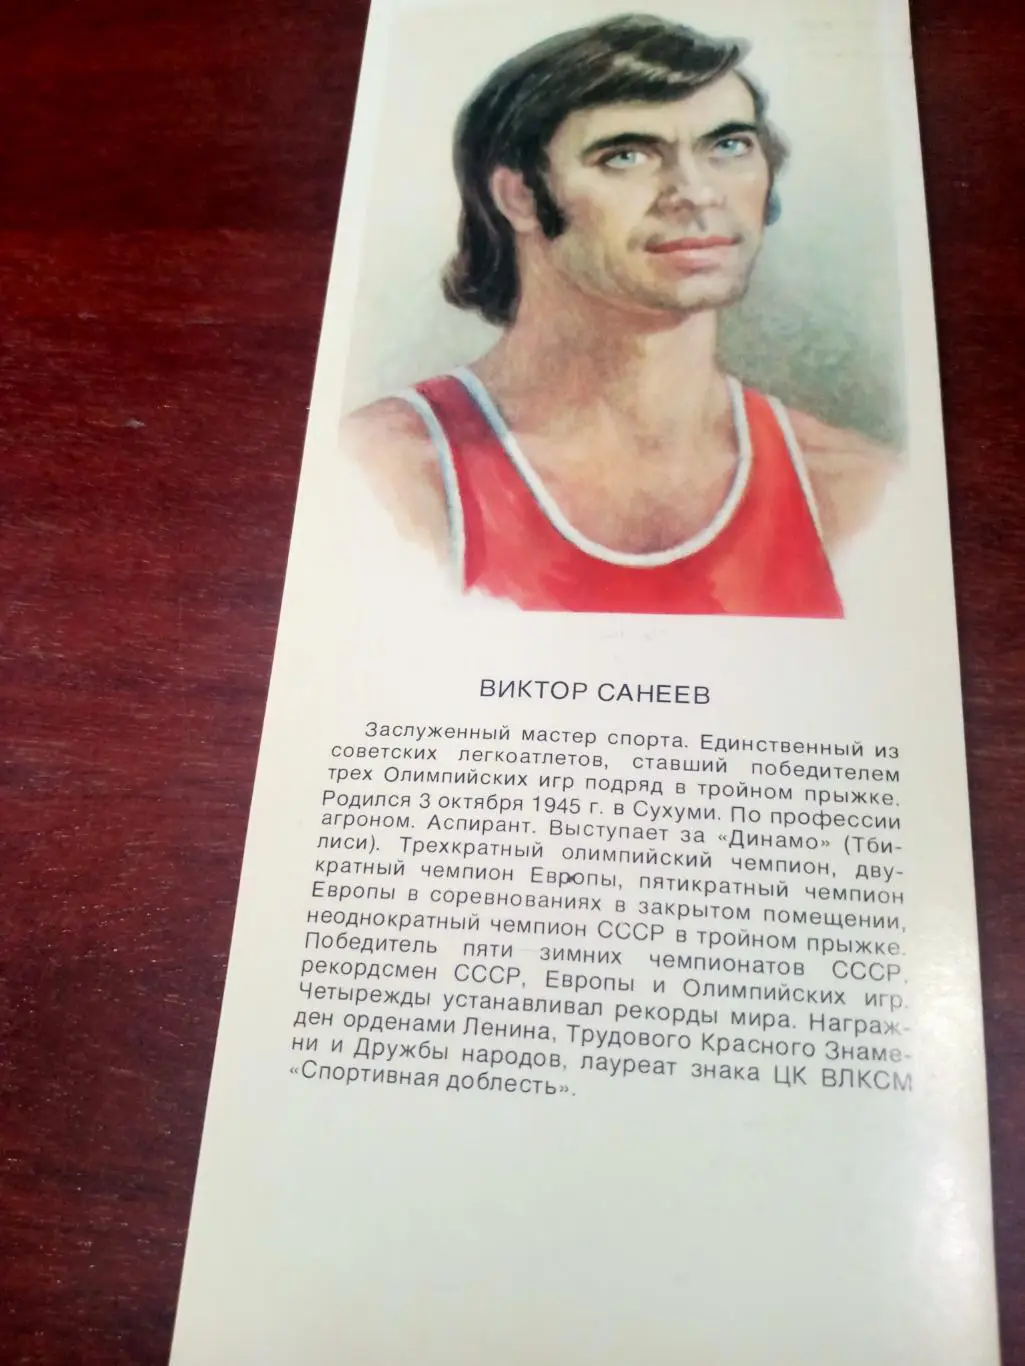 ВИКТОР САНЕЕВ
Заслуженный мастер спорта. Единственный из
советских легкоатлетов, ставший победителем
трех Олимпийских игр подряд в тройном прыжке.
Родился 3 октября 1945 г. в Сухуми. По профессии
агроном. Аспирант. Выступает за «Динамо» (Тби-
лиси). Трехкратный олимпийский чемпион, дву-
кратный чемпион Европы, пятикратный чемпион
Европы в соревнованиях в закрытом помещении,
неоднократный чемпион СССР в тройном прыжке.
Победитель пяти зимних чемпионатов СССР,
рекордсмен СССР, Европы и Олимпийских игр.
Четырежды устанавливал рекорды мира. Награж-
ден орденами Ленина, Трудового Красного Знаме-
ни и Дружбы народов, лауреат знака ЦК ВЛКСМ
«Спортивная доблесть».